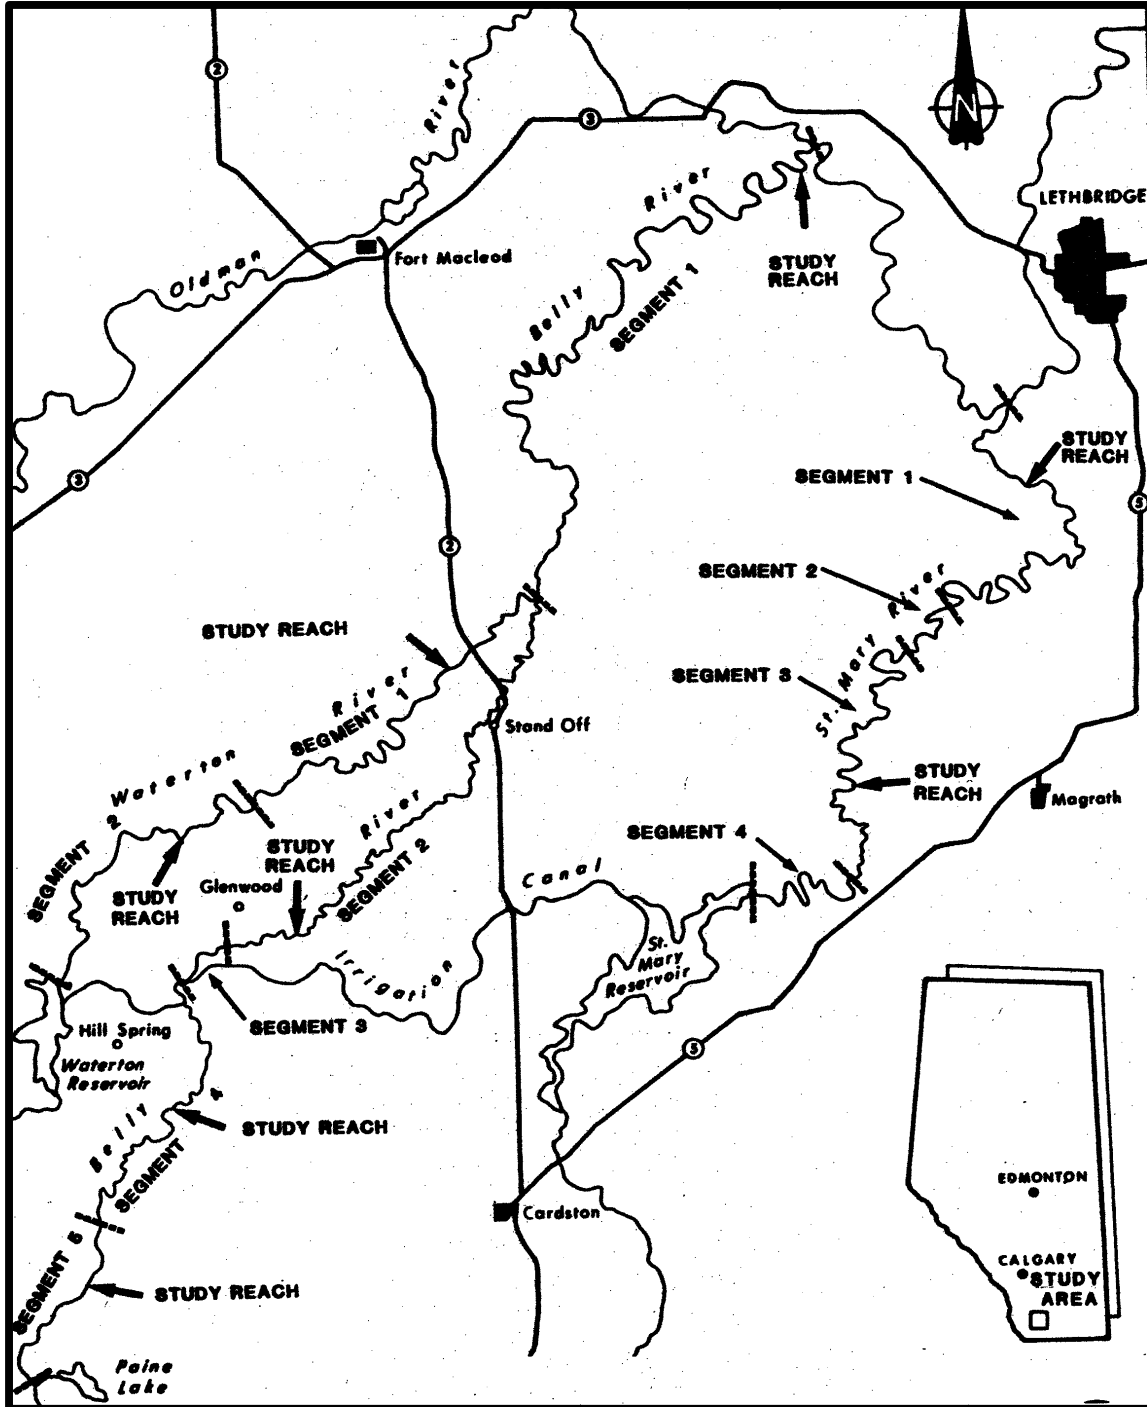 2
River
3
N
LETHBRIDGE
River
Oldman
Fort Macleod
STUDY
REACH
Belly
SEGMENT 1
STUDY
REACH
3
SEGMENT 1
5
2
SEGMENT 2
River
STUDY REACH
SEGMENT 3
St. Mary
River
SEGMENT 1
Stand Off
Waterton
STUDY
REACH
Magrath
SEGMENT 2
River
SEGMENT 4
STUDY
REACH
SEGMENT 2
Canal
STUDY
REACH
Glenwood
St.
Mary
Reservoir
Irrigation
SEGMENT 3
Hill Spring
5
Waterton
Reservoir
Belly
SEGMENT 4
STUDY REACH
EDMONTON
Cardston
CALGARY
STUDY
AREA
SEGMENT 5
STUDY REACH
Paine
Lake